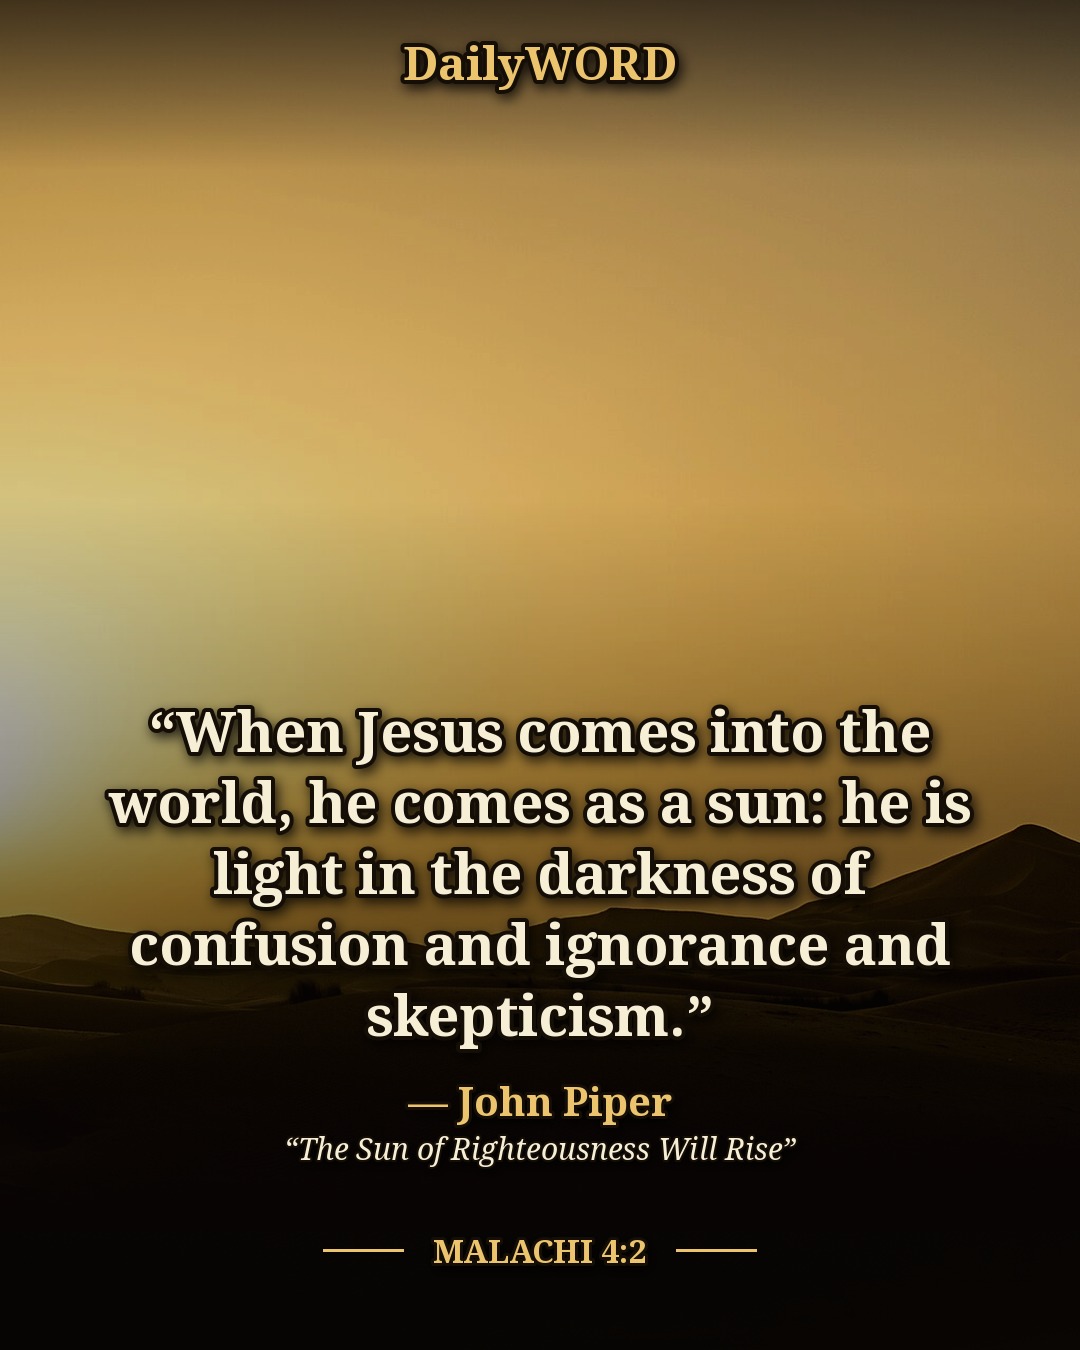 DailyWORD
“When Jesus comes into the
world, he comes as a sun: he is
light in the darkness of
confusion and ignorance and
skepticism.”
— John Piper
“The Sun of Righteousness Will Rise”
MALACHI 4:2